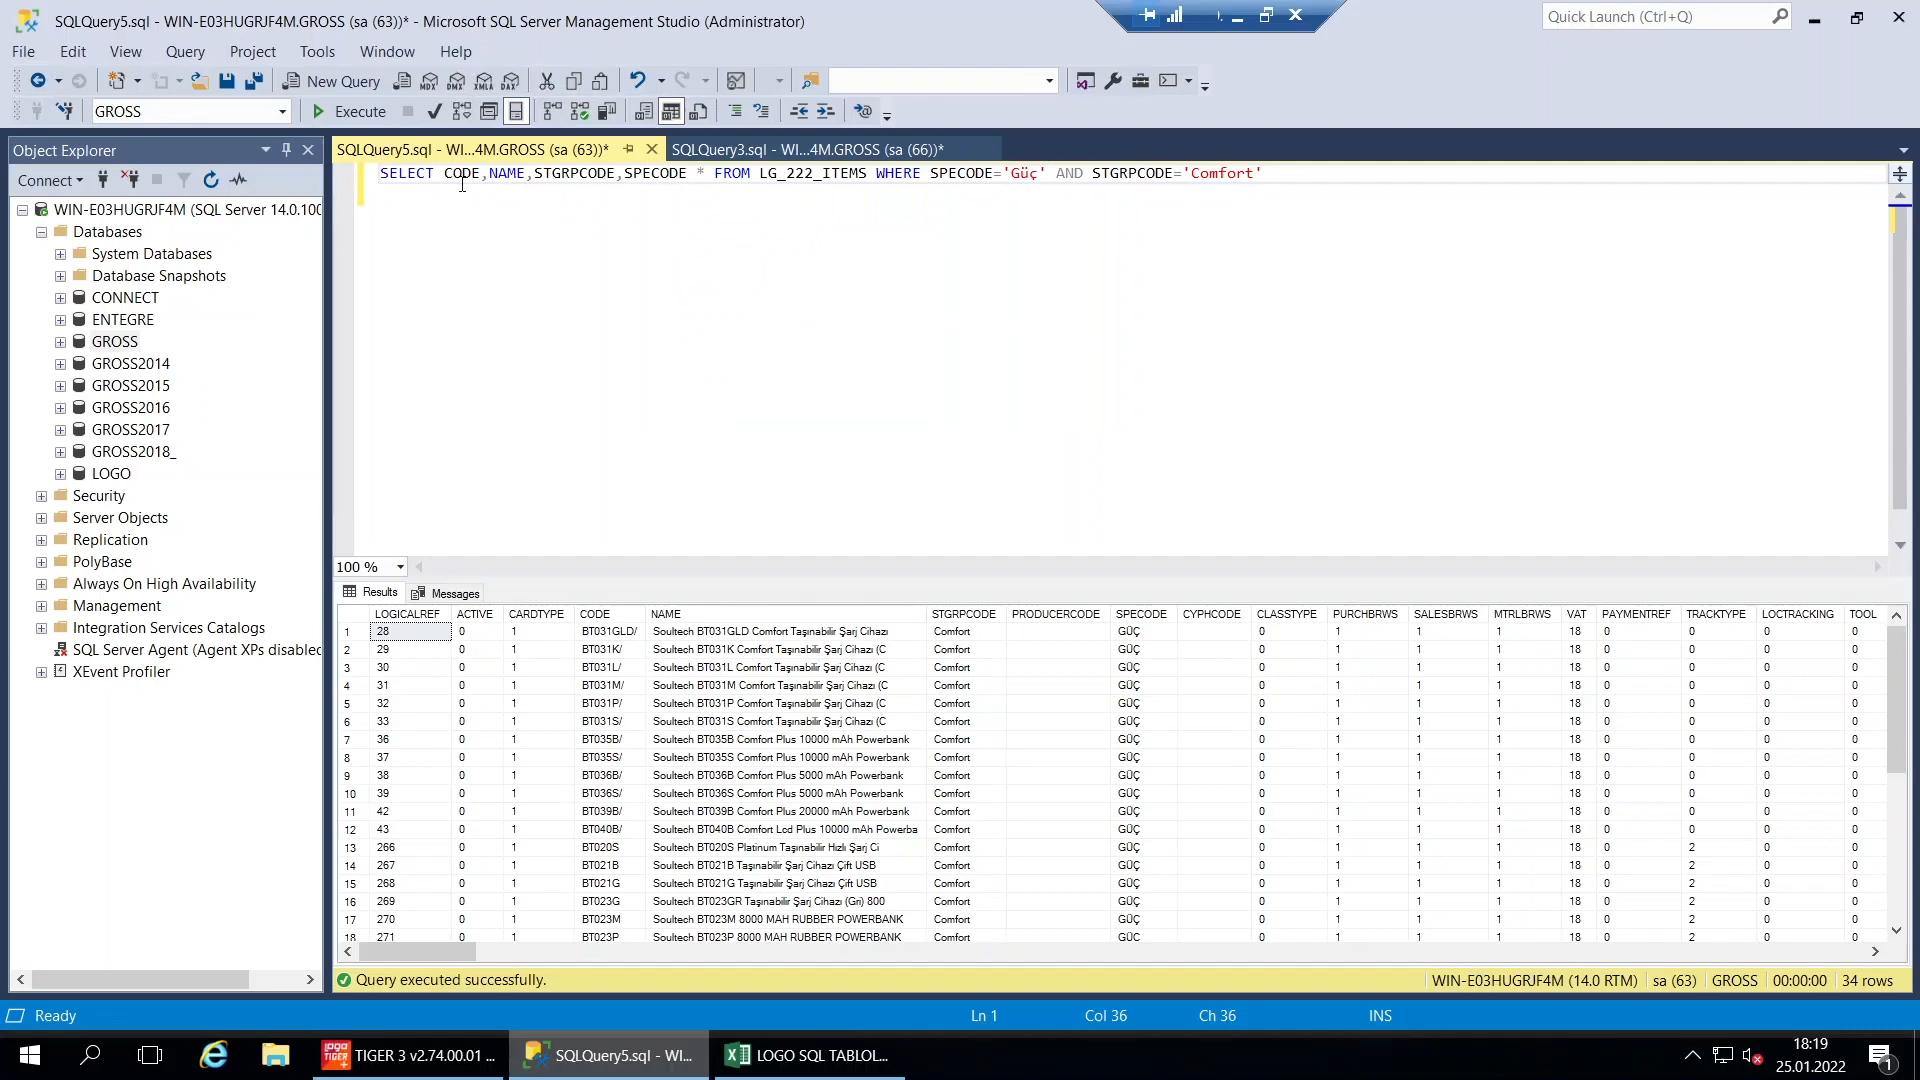 SQLQuery5.sql - WIN-E03HUGRJF4M.GROSS (sa (63))* - Microsoft SQL Server Management Studio (Administrator)
Quick Launch (Ctrl+Q)
File Edit View Query Project Tools Window Help
New Query
GROSS Execute
Object Explorer
SQLQuery5.sql - WI...4M.GROSS (sa (63))* SQLQuery3.sql - WI...4M.GROSS (sa (66))*
Connect
SELECT CODE,NAME,STGRPCODE,SPECODE * FROM LG_222_ITEMS WHERE SPECODE='Güç' AND STGRPCODE='Comfort'
WIN-E03HUGRJF4M (SQL Server 14.0.100
Databases
System Databases
Database Snapshots
CONNECT
ENTEGRE
GROSS
GROSS2014
GROSS2015
GROSS2016
GROSS2017
GROSS2018_
LOGO
Security
Server Objects
Replication
PolyBase
Always On High Availability
Management
Integration Services Catalogs
SQL Server Agent (Agent XPs disabled
XEvent Profiler
100 %
Results Messages
LOGICALREF ACTIVE CARDTYPE CODE NAME STGRPCODE PRODUCERCODE SPECODE CYPHCODE CLASSTYPE PURCHBRWS SALESBRWS MTRLBRWS VAT PAYMENTREF TRACKTYPE LOCTRACKING TOOL
1 28 0 1 BT031GLD/ Soultech BT031GLD Comfort Taşınabilir Şarj Cihazı Comfort GÜÇ 0 1 1 1 18 0 0 0 0
2 29 0 1 BT031K/ Soultech BT031K Comfort Taşınabilir Şarj Cihazı (C Comfort GÜÇ 0 1 1 1 18 0 0 0 0
3 30 0 1 BT031L/ Soultech BT031L Comfort Taşınabilir Şarj Cihazı (C Comfort GÜÇ 0 1 1 1 18 0 0 0 0
4 31 0 1 BT031M/ Soultech BT031M Comfort Taşınabilir Şarj Cihazı (C Comfort GÜÇ 0 1 1 1 18 0 0 0 0
5 32 0 1 BT031P/ Soultech BT031P Comfort Taşınabilir Şarj Cihazı (C Comfort GÜÇ 0 1 1 1 18 0 0 0 0
6 33 0 1 BT031S/ Soultech BT031S Comfort Taşınabilir Şarj Cihazı (C Comfort GÜÇ 0 1 1 1 18 0 0 0 0
7 36 0 1 BT035B/ Soultech BT035B Comfort Plus 10000 mAh Powerbank Comfort GÜÇ 0 1 1 1 18 0 0 0 0
8 37 0 1 BT035S/ Soultech BT035S Comfort Plus 10000 mAh Powerbank Comfort GÜÇ 0 1 1 1 18 0 0 0 0
9 38 0 1 BT036B/ Soultech BT036B Comfort Plus 5000 mAh Powerbank Comfort GÜÇ 0 1 1 1 18 0 0 0 0
10 39 0 1 BT036S/ Soultech BT036S Comfort Plus 5000 mAh Powerbank Comfort GÜÇ 0 1 1 1 18 0 0 0 0
11 42 0 1 BT039B/ Soultech BT039B Comfort Plus 20000 mAh Powerbank Comfort GÜÇ 0 1 1 1 18 0 0 0 0
12 43 0 1 BT040B/ Soultech BT040B Comfort Lcd Plus 10000 mAh Powerba Comfort GÜÇ 0 1 1 1 18 0 0 0 0
13 266 0 1 BT020S Soultech BT020S Platinum Taşınabilir Hızlı Şarj Ci Comfort GÜÇ 0 1 1 1 18 0 2 0 0
14 267 0 1 BT021B Soultech BT021B Taşınabilir Şarj Cihazı Çift USB Comfort GÜÇ 0 1 1 1 18 0 2 0 0
15 268 0 1 BT021G Soultech BT021G Taşınabilir Şarj Cihazı Çift USB Comfort GÜÇ 0 1 1 1 18 0 2 0 0
16 269 0 1 BT023G Soultech BT023GR Taşınabilir Şarj Cihazı (Gri) 800 Comfort GÜÇ 0 1 1 1 18 0 2 0 0
17 270 0 1 BT023M Soultech BT023M 8000 MAH RUBBER POWERBANK Comfort GÜÇ 0 1 1 1 18 0 2 0 0
18 271 0 1 BT023P Soultech BT023P 8000 MAH RUBBER POWERBANK Comfort GÜÇ 0 1 1 1 18 0 2 0 0
Query executed successfully. WIN-E03HUGRJF4M (14.0 RTM) sa (63) GROSS 00:00:00 34 rows
Ready Ln 1 Col 36 Ch 36 INS
TIGER 3 v2.74.00.01 ... SQLQuery5.sql - WI... LOGO SQL TABLOL...
18:19
25.01.2022
1